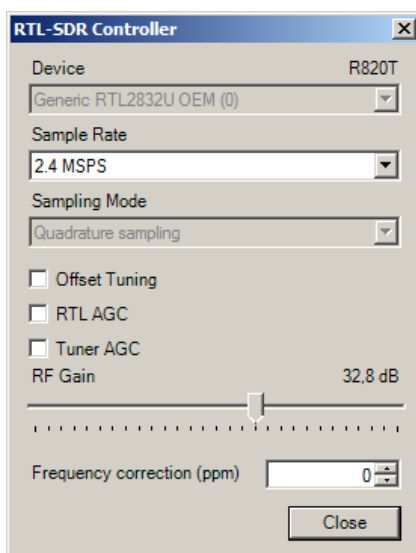 RTL-SDR Controller
Device R820T
Generic RTL2832U OEM (0)
Sample Rate
2.4 MSPS
Sampling Mode
Quadrature sampling
Offset Tuning
RTL AGC
Tuner AGC
RF Gain 32,8 dB
Frequency correction (ppm) 0
Close